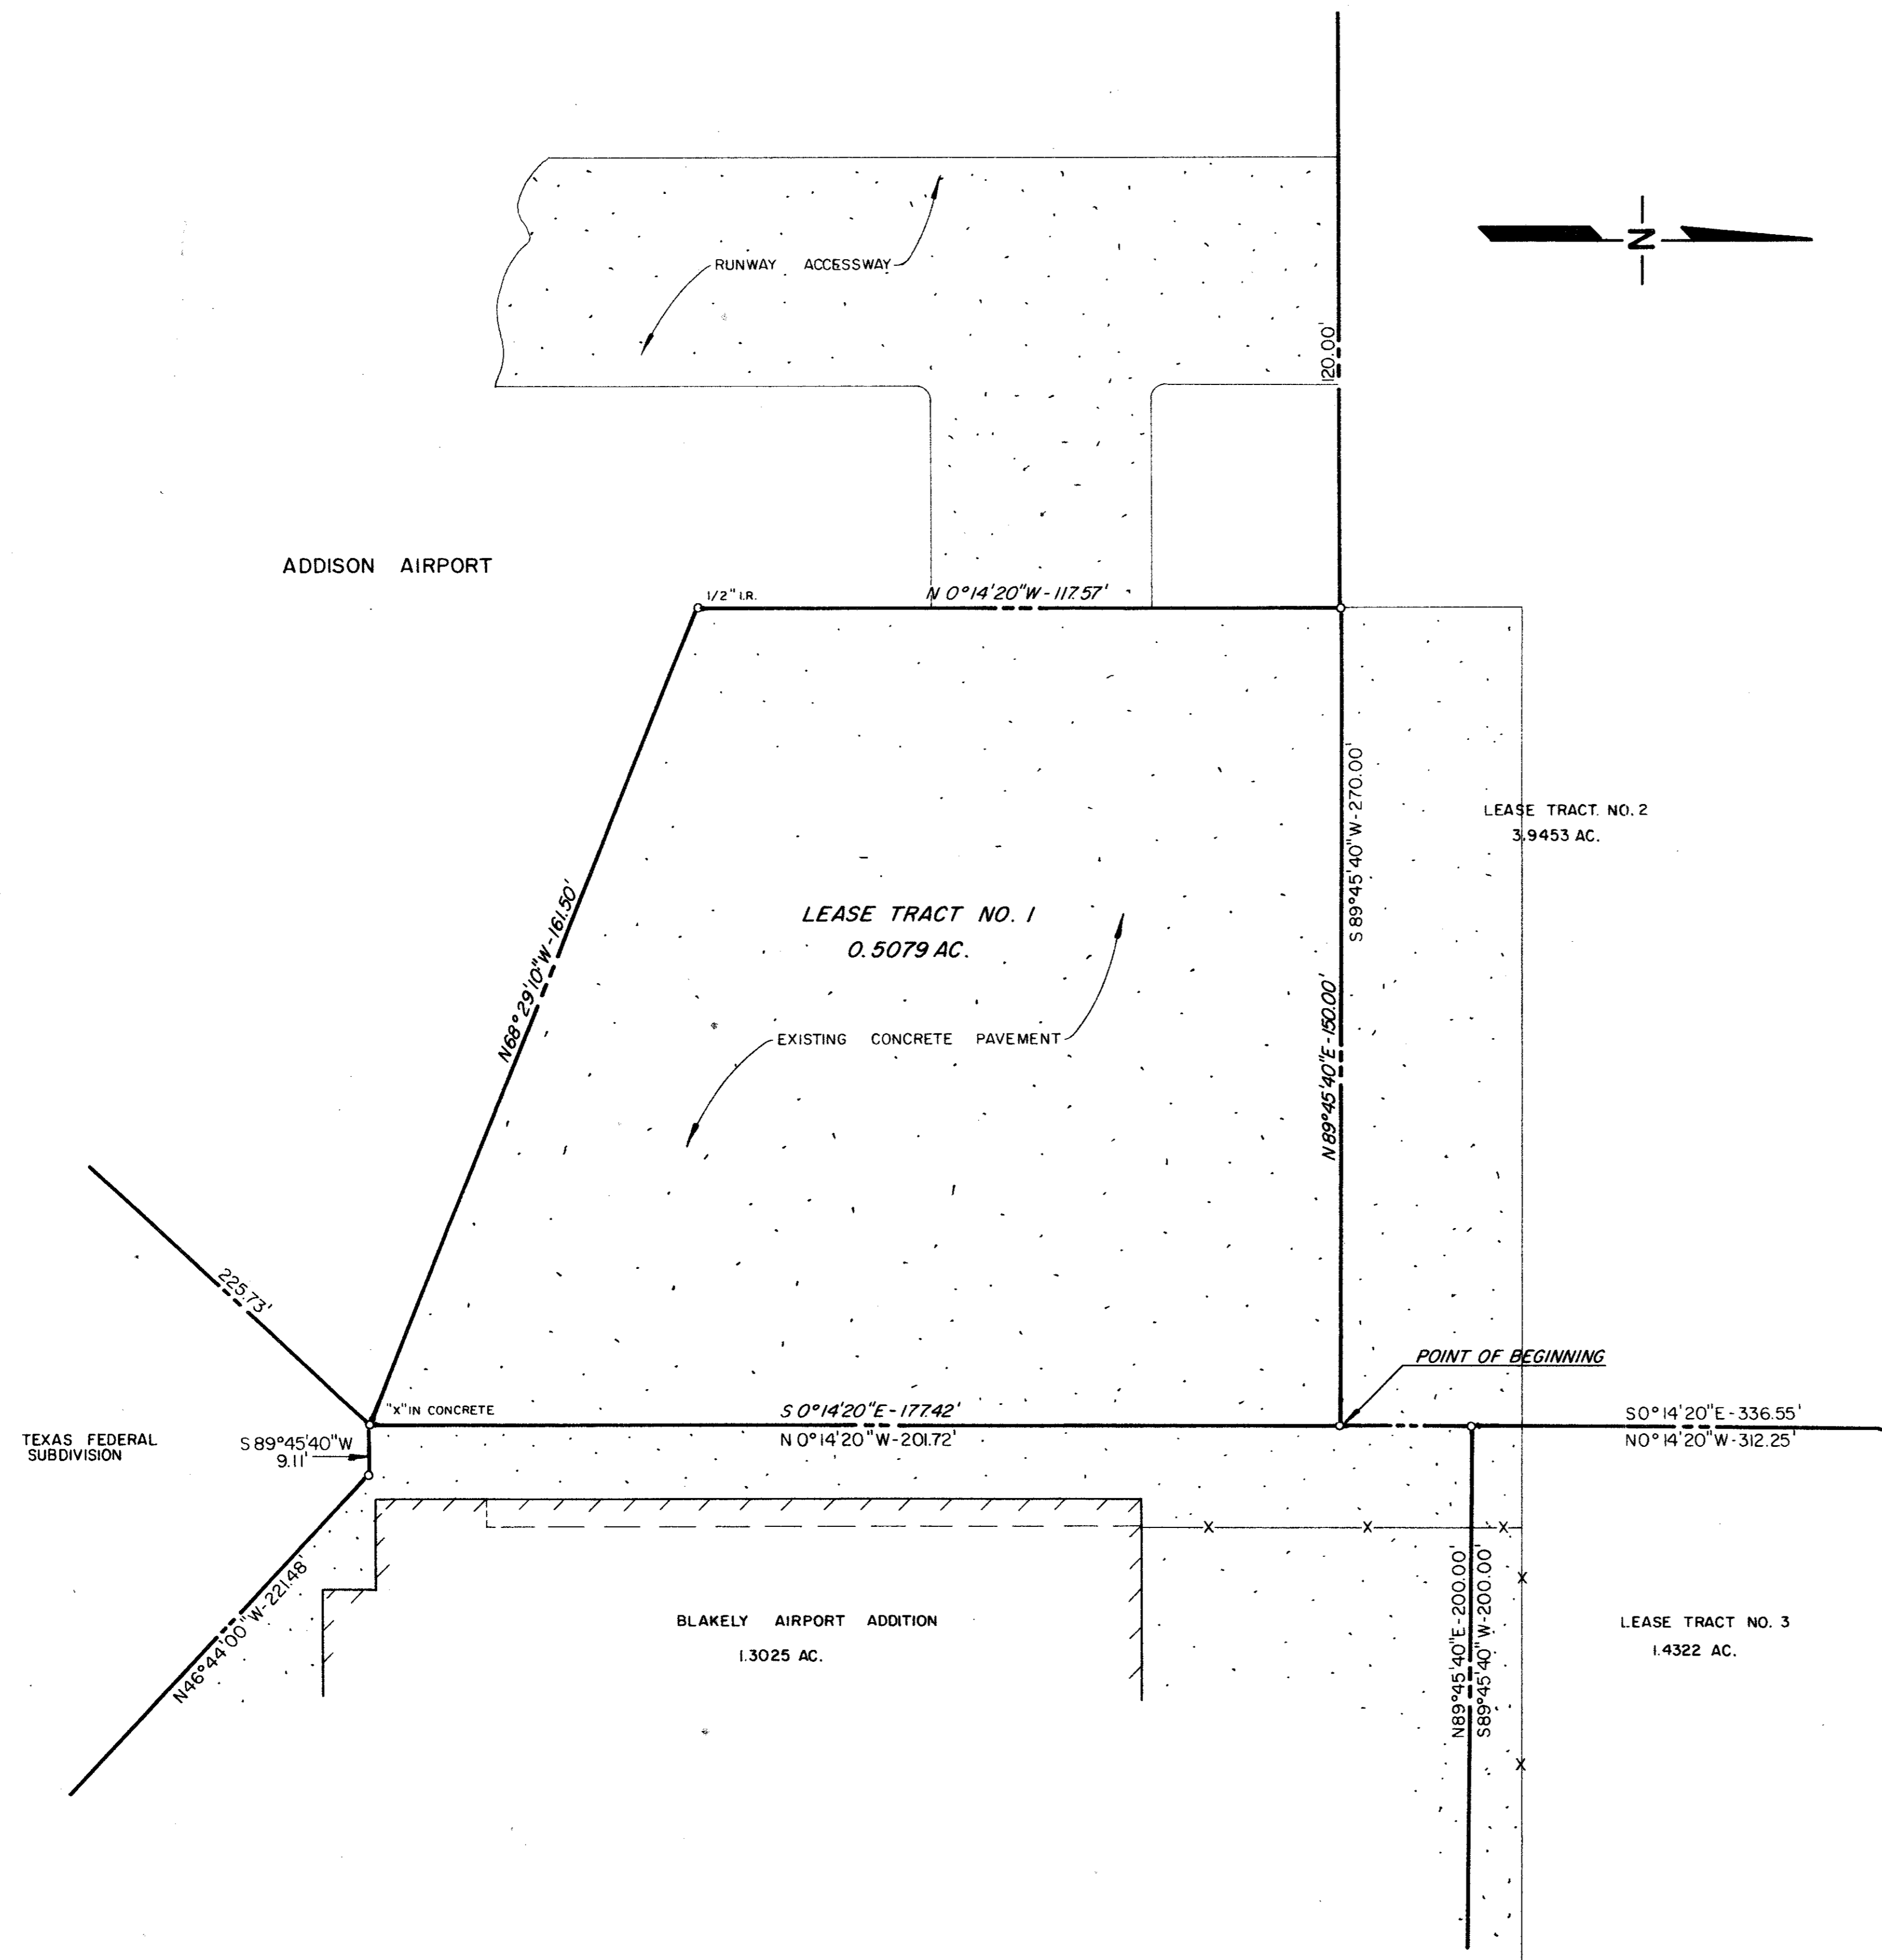 N
RUNWAY ACCESSWAY
120.00'
ADDISON AIRPORT
1/2" I.R.
N 0°14'20"W-117.57'
S 89°45'40"W-270.00'
LEASE TRACT. NO. 2
3.9453 AC.
N68°29'10"W-161.50'
LEASE TRACT NO. 1
0.5079 AC.
N89°45'40"E-150.00'
EXISTING CONCRETE PAVEMENT
225.73'
POINT OF BEGINNING
"X" IN CONCRETE
S 0°14'20"E-177.42'
N 0°14'20"W-201.72'
S0°14'20"E-336.55'
N0°14'20"W-312.25'
TEXAS FEDERAL
SUBDIVISION
S 89°45'40"W
9.11'
N46°44'00"W-221.48'
BLAKELY AIRPORT ADDITION
1.3025 AC.
X X X
X
X
N89°45'40"E-200.00'
S89°45'40"W-200.00'
LEASE TRACT NO. 3
1.4322 AC.